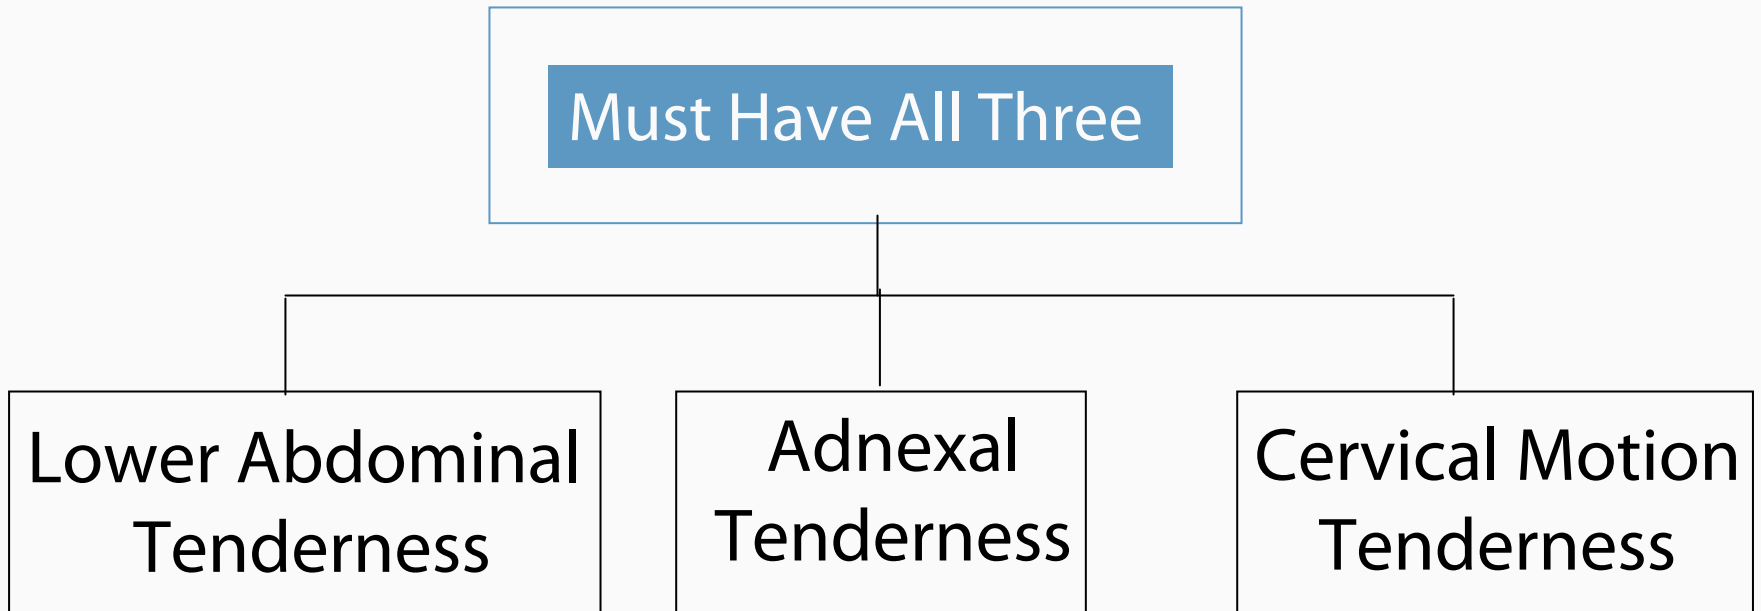 Must Have All Three
Lower Abdominal
Tenderness
Adnexal
Tenderness
Cervical Motion
Tenderness